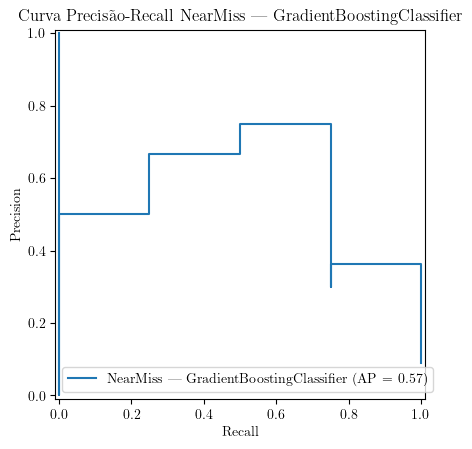 Curva Precisão-Recall NearMiss — GradientBoostingClassifier
1.0
0.8
0.6
0.4
0.2
0.0
Precision
NearMiss — GradientBoostingClassifier (AP = 0.57)
0.0 0.2 0.4 0.6 0.8 1.0
Recall